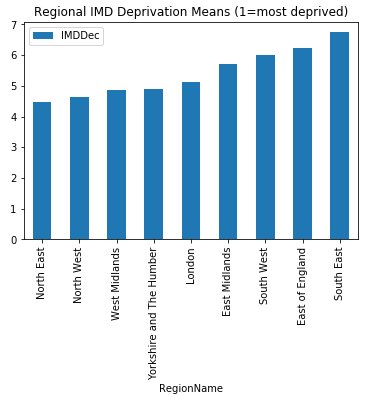 Regional IMD Deprivation Means (1=most deprived)
IMDDec
7
6
5
4
3
2
1
0
North East
North West
West Midlands
Yorkshire and The Humber
London
East Midlands
South West
East of England
South East
RegionName